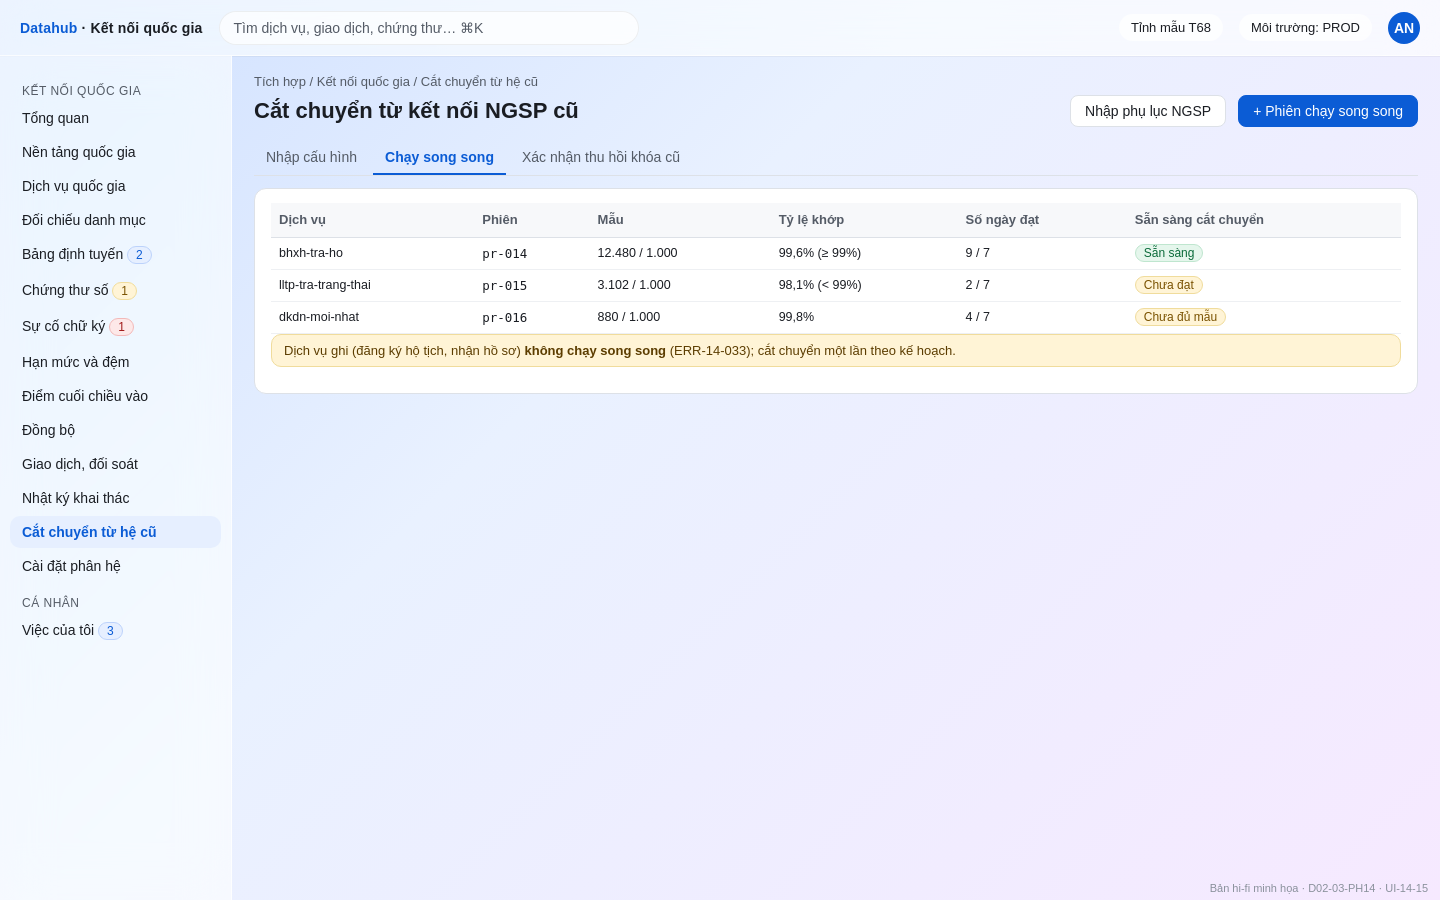 Datahub · Kết nối quốc gia
Tìm dịch vụ, giao dịch, chứng thư… ⌘K
Tỉnh mẫu T68
Môi trường: PROD
AN
KẾT NỐI QUỐC GIA
Tổng quan
Nền tảng quốc gia
Dịch vụ quốc gia
Đối chiếu danh mục
Bảng định tuyến 2
Chứng thư số 1
Sự cố chữ ký 1
Hạn mức và đệm
Điểm cuối chiều vào
Đồng bộ
Giao dịch, đối soát
Nhật ký khai thác
Cắt chuyển từ hệ cũ
Cài đặt phân hệ
CÁ NHÂN
Việc của tôi 3
Tích hợp / Kết nối quốc gia / Cắt chuyển từ hệ cũ
Cắt chuyển từ kết nối NGSP cũ
Nhập phụ lục NGSP
+ Phiên chạy song song
Nhập cấu hình
Chạy song song
Xác nhận thu hồi khóa cũ
Dịch vụ Phiên Mẫu Tỷ lệ khớp Số ngày đạt Sẵn sàng cắt chuyển
bhxh-tra-ho pr-014 12.480 / 1.000 99,6% (≥ 99%) 9 / 7 Sẵn sàng
lltp-tra-trang-thai pr-015 3.102 / 1.000 98,1% (< 99%) 2 / 7 Chưa đạt
dkdn-moi-nhat pr-016 880 / 1.000 99,8% 4 / 7 Chưa đủ mẫu
Dịch vụ ghi (đăng ký hộ tịch, nhận hồ sơ) không chạy song song (ERR-14-033); cắt chuyển một lần theo kế hoạch.
Bản hi-fi minh họa · D02-03-PH14 · UI-14-15